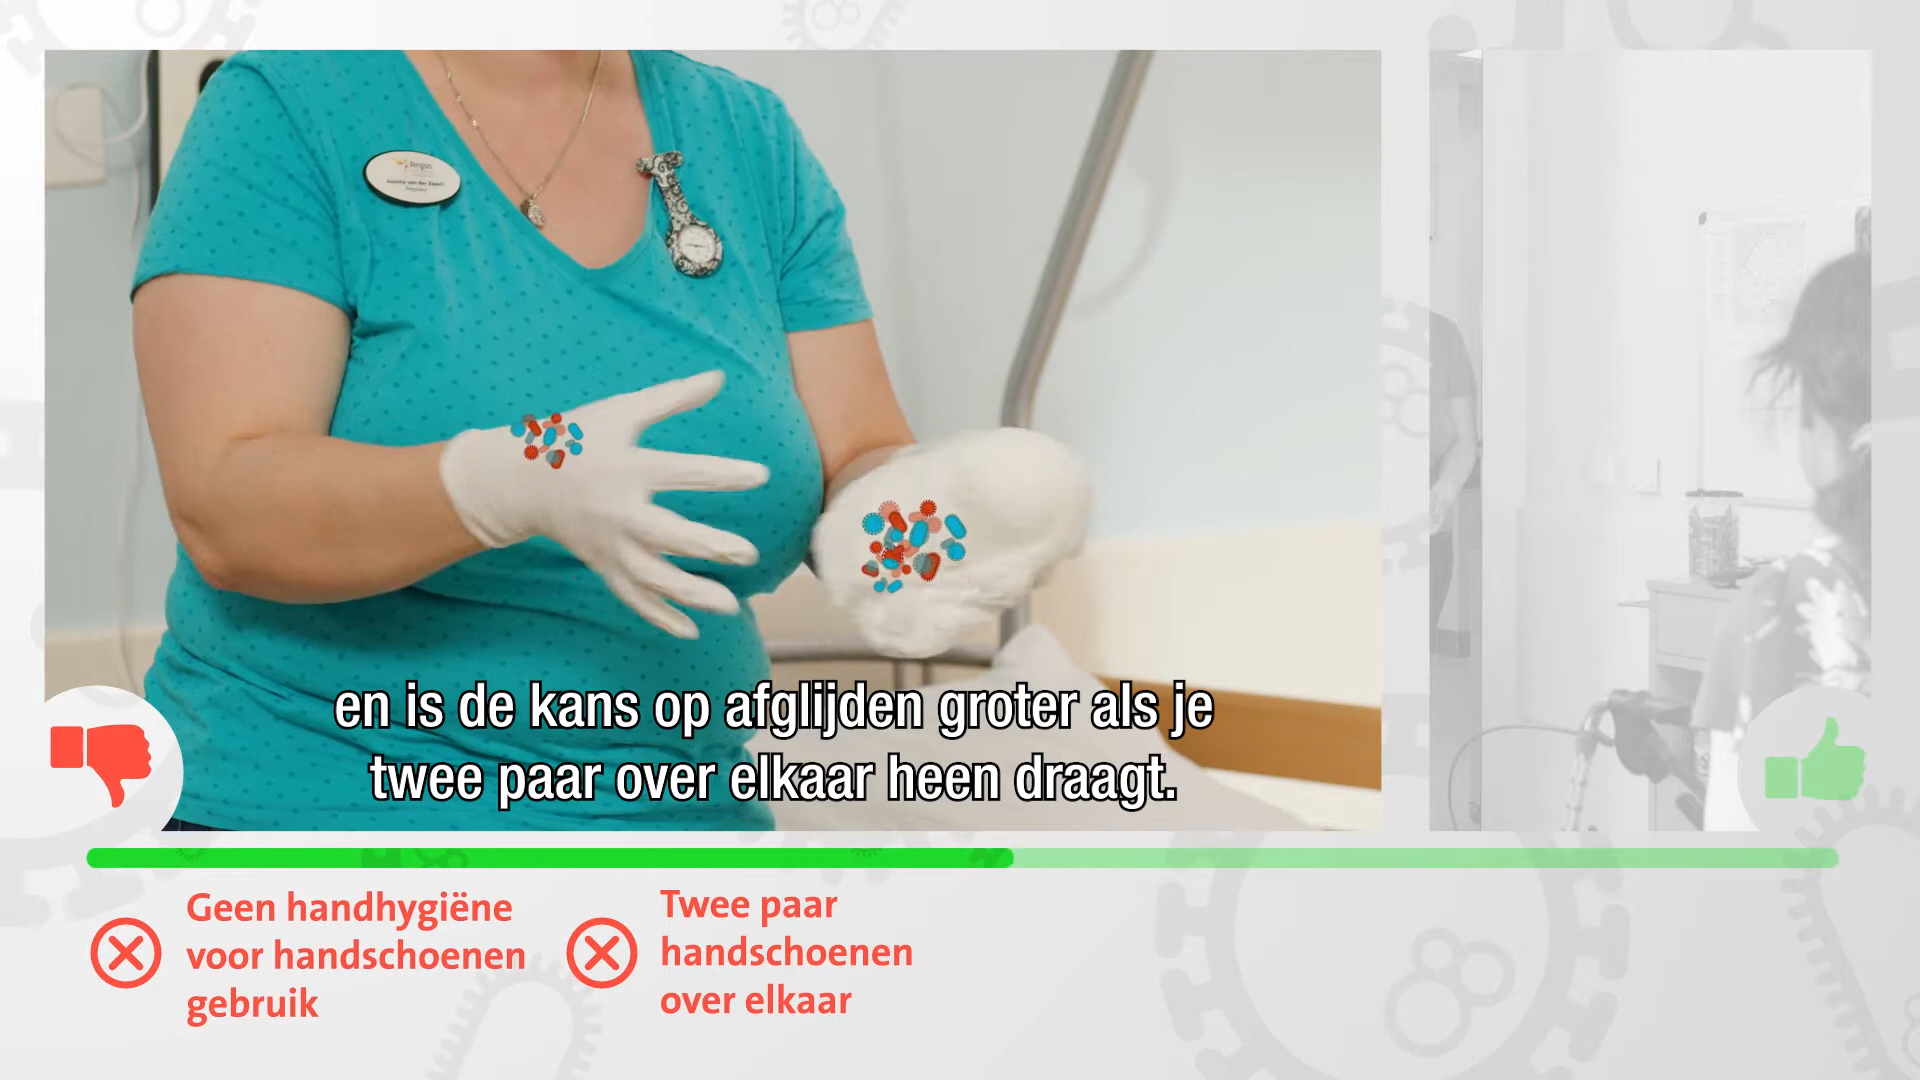 Argos
en is de kans op afglijden groter als je
twee paar over elkaar heen draagt.
Geen handhygiëne
voor handschoenen
gebruik
Twee paar
handschoenen
over elkaar